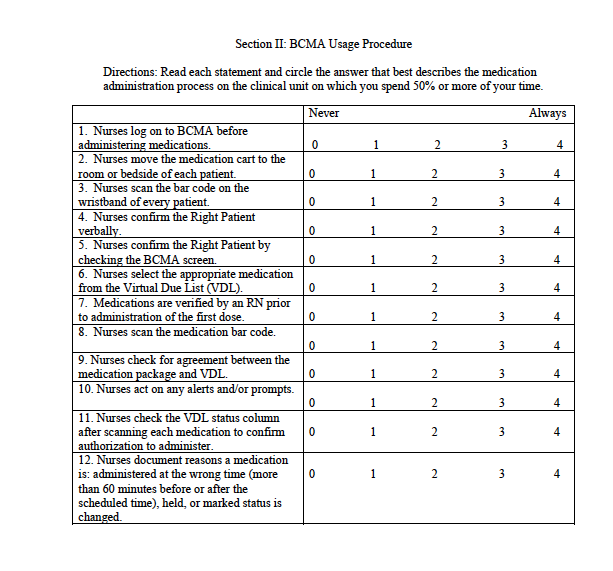 Section II: BCMA Usage Procedure
Directions: Read each statement and circle the answer that best describes the medication
administration process on the clinical unit on which you spend 50% or more of your time.
Never Always
1. Nurses log on to BCMA before
administering medications. 0 1 2 3 4
2. Nurses move the medication cart to the
room or bedside of each patient. 0 1 2 3 4
3. Nurses scan the bar code on the
wristband of every patient. 0 1 2 3 4
4. Nurses confirm the Right Patient
verbally. 0 1 2 3 4
5. Nurses confirm the Right Patient by
checking the BCMA screen. 0 1 2 3 4
6. Nurses select the appropriate medication
from the Virtual Due List (VDL). 0 1 2 3 4
7. Medications are verified by an RN prior
to administration of the first dose. 0 1 2 3 4
8. Nurses scan the medication bar code.
0 1 2 3 4
9. Nurses check for agreement between the
medication package and VDL. 0 1 2 3 4
10. Nurses act on any alerts and/or prompts.
0 1 2 3 4
11. Nurses check the VDL status column
after scanning each medication to confirm 0 1 2 3 4
authorization to administer.
12. Nurses document reasons a medication
is: administered at the wrong time (more 0 1 2 3 4
than 60 minutes before or after the
scheduled time), held, or marked status is
changed.